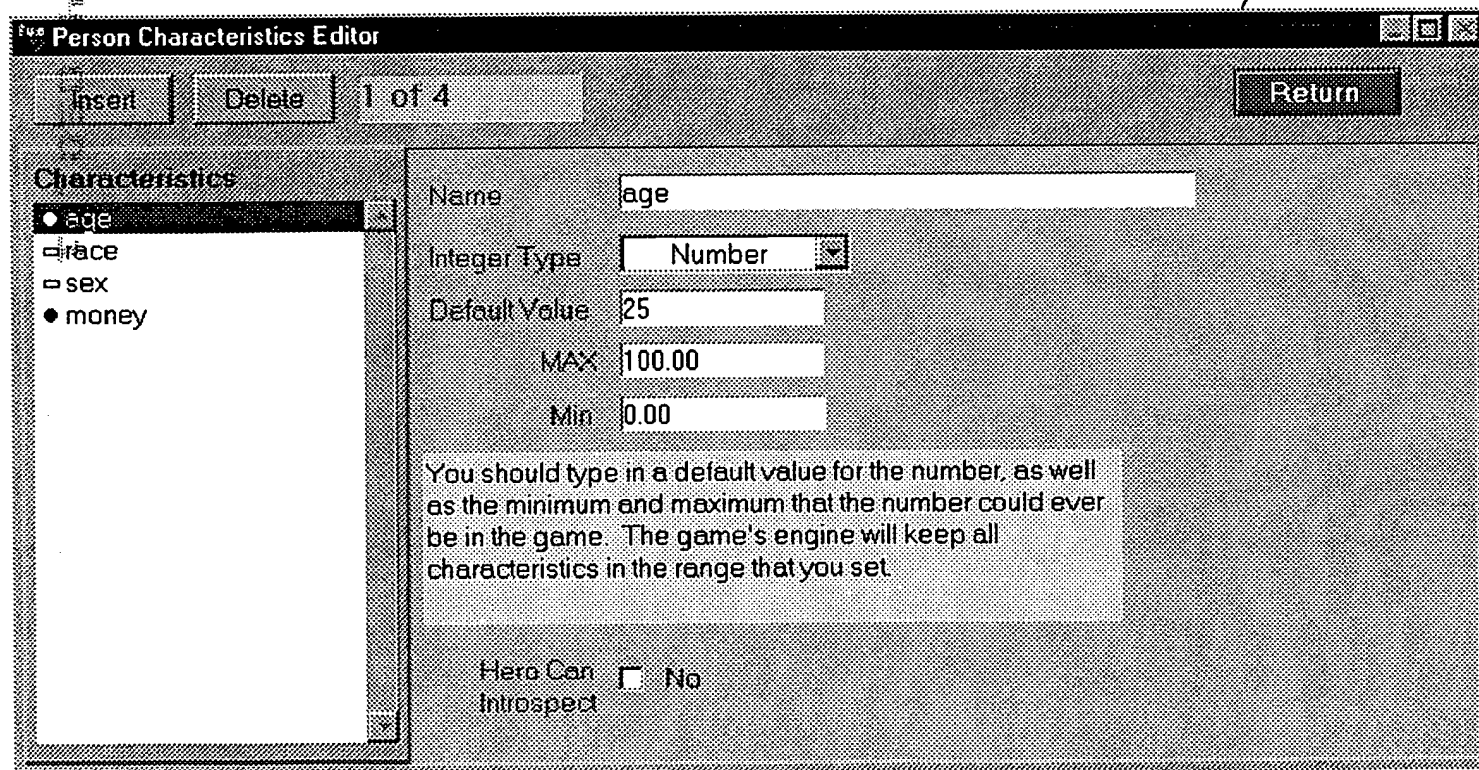 Person Characteristics Editor
Insert Delete 1 of 4 Return
Characteristics
age
race
sex
money
Name age
Integer Type Number
Default Value 25
MAX 100.00
Min 0.00
You should type in a default value for the number, as well
as the minimum and maximum that the number could ever
be in the game. The game's engine will keep all
characteristics in the range that you set.
Hero Can
Introspect No